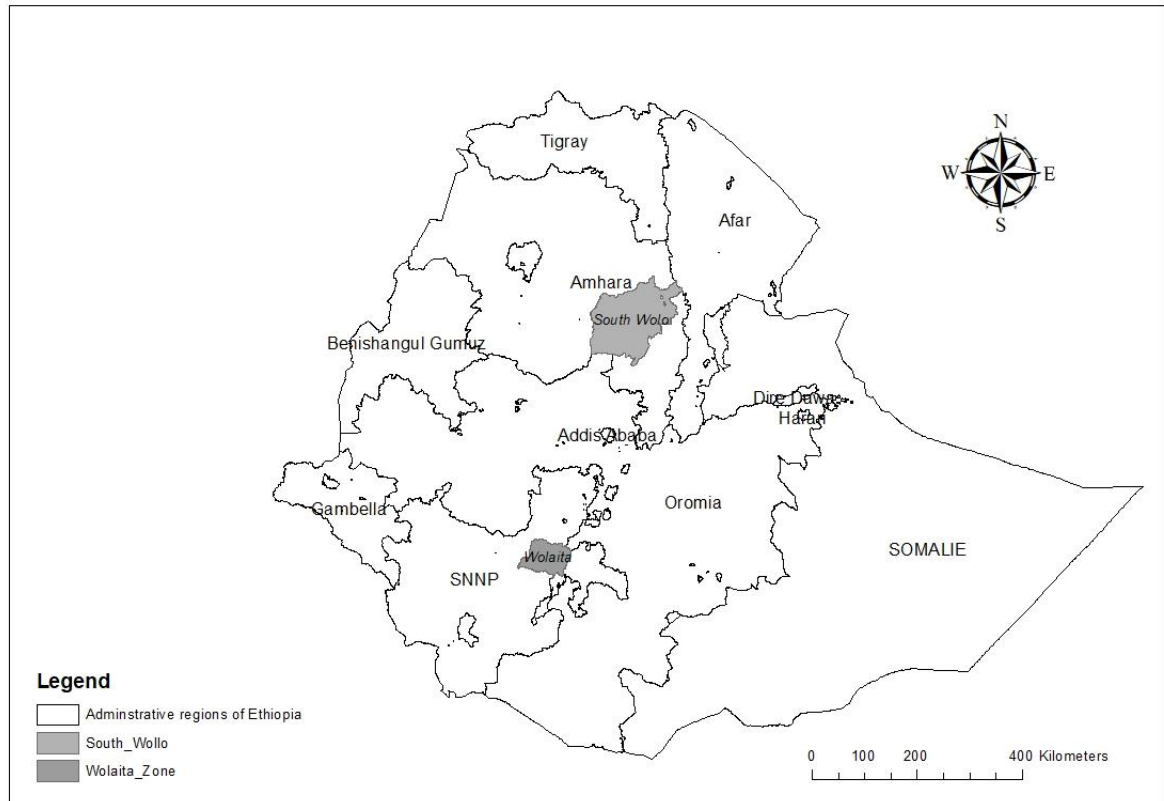 N
W
E
S
Tigray
Afar
Amhara
South Wolo
Benishangul Gumuz
Dire Dawa
Harari
Addis Ababa
Oromia
Gambella
SOMALIE
Wolaita
SNNP
Legend
Adminstrative regions of Ethiopia
South_Wollo
Wolaita_Zone
0 100 200 400 Kilometers